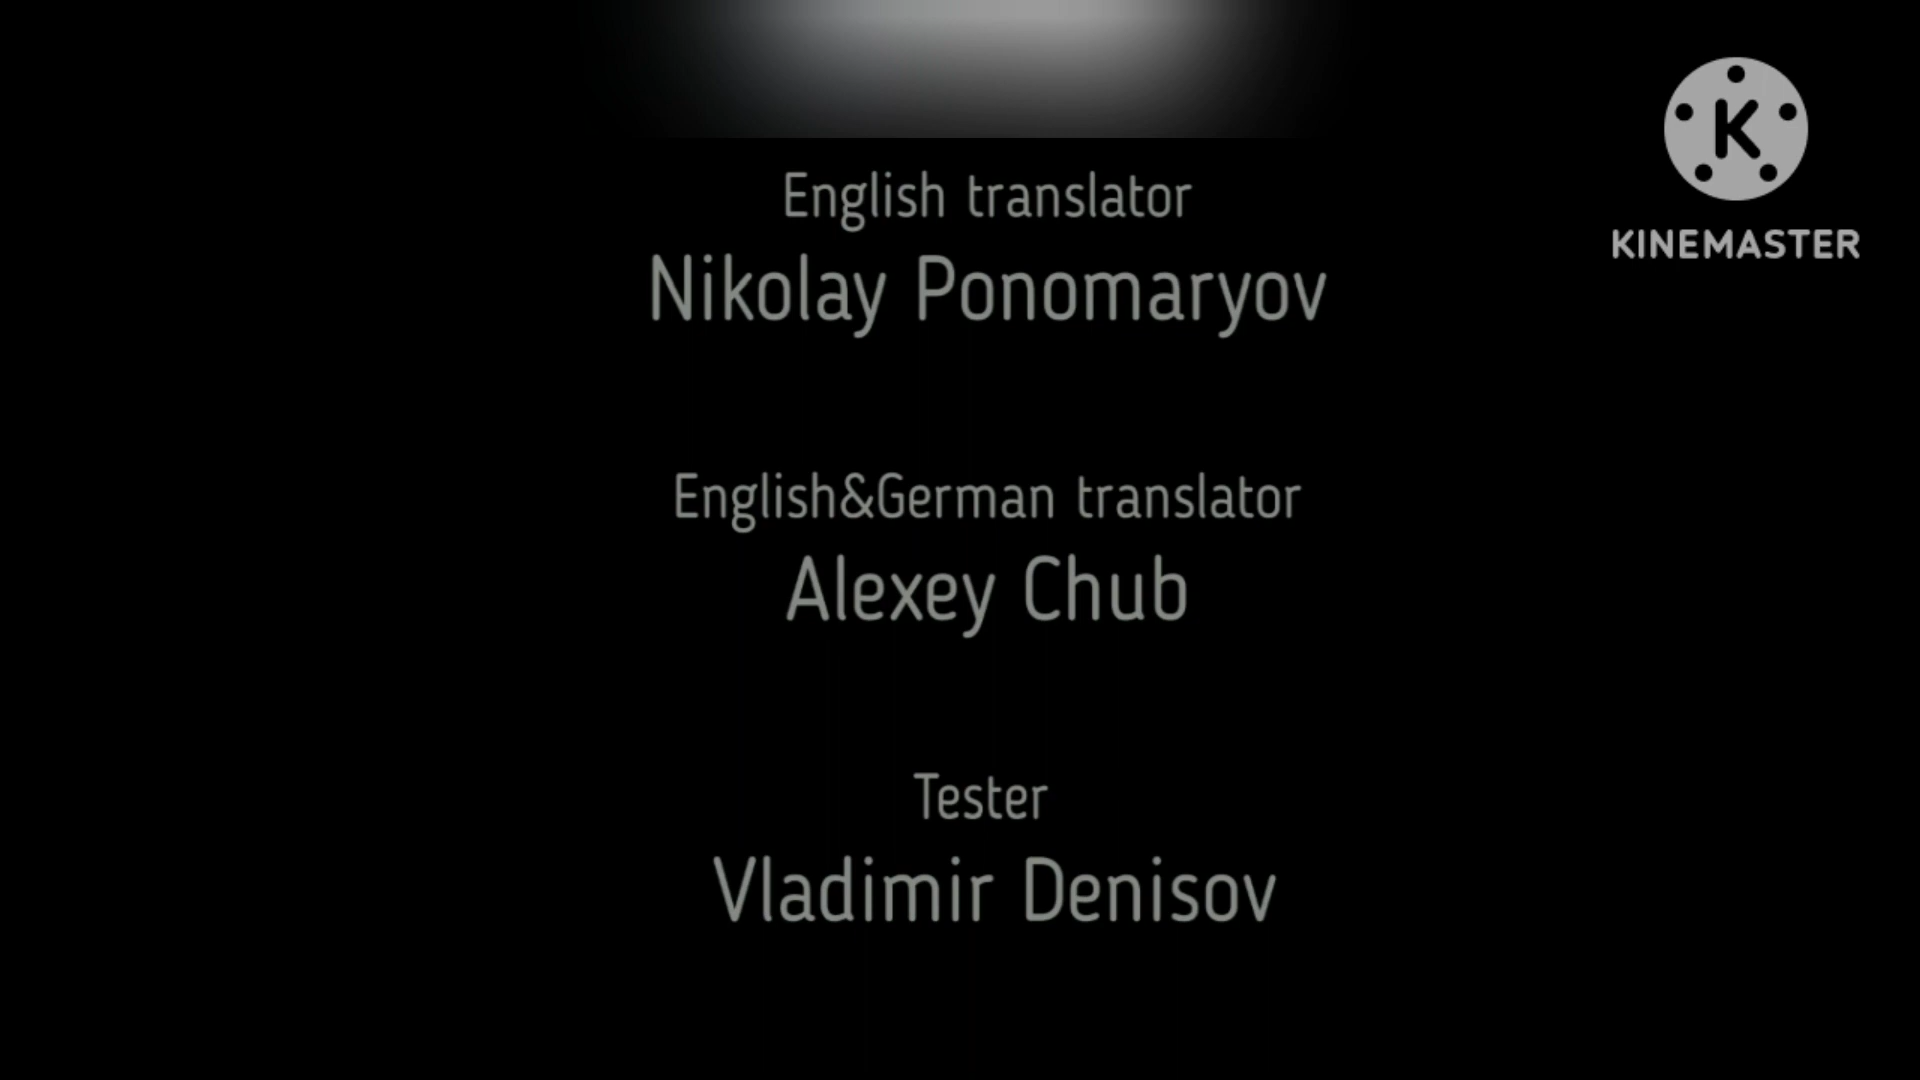 English translator
Nikolay Ponomaryov
K
KINEMASTER
English&German translator
Alexey Chub
Tester
Vladimir Denisov